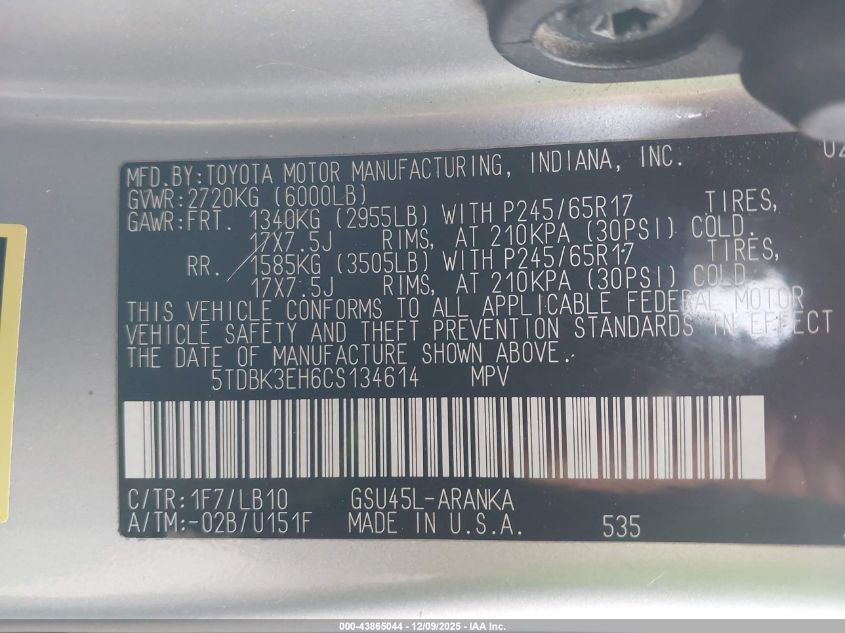 MFD.BY:TOYOTA MOTOR MANUFACTURING, INDIANA, INC. 02
GVWR:2720KG (6000LB)
GAWR:FRT. 1340KG (2955LB) WITH P245/65R17 TIRES,
17X7.5J RIMS, AT 210KPA (30PSI) COLD.
RR. 1585KG (3505LB) WITH P245/65R17 TIRES,
17X7.5J RIMS, AT 210KPA (30PSI) COLD.
THIS VEHICLE CONFORMS TO ALL APPLICABLE FEDERAL MOTOR
VEHICLE SAFETY AND THEFT PREVENTION STANDARDS IN EFFECT
THE DATE OF MANUFACTURE SHOWN ABOVE.
5TDBK3EH6CS134614 MPV
C/TR:1F7/LB10 GSU45L-ARANKA
A/TM:-02B/U151F MADE IN U.S.A. 535
000-43865044 | 12/09/2025 - IAA Inc.